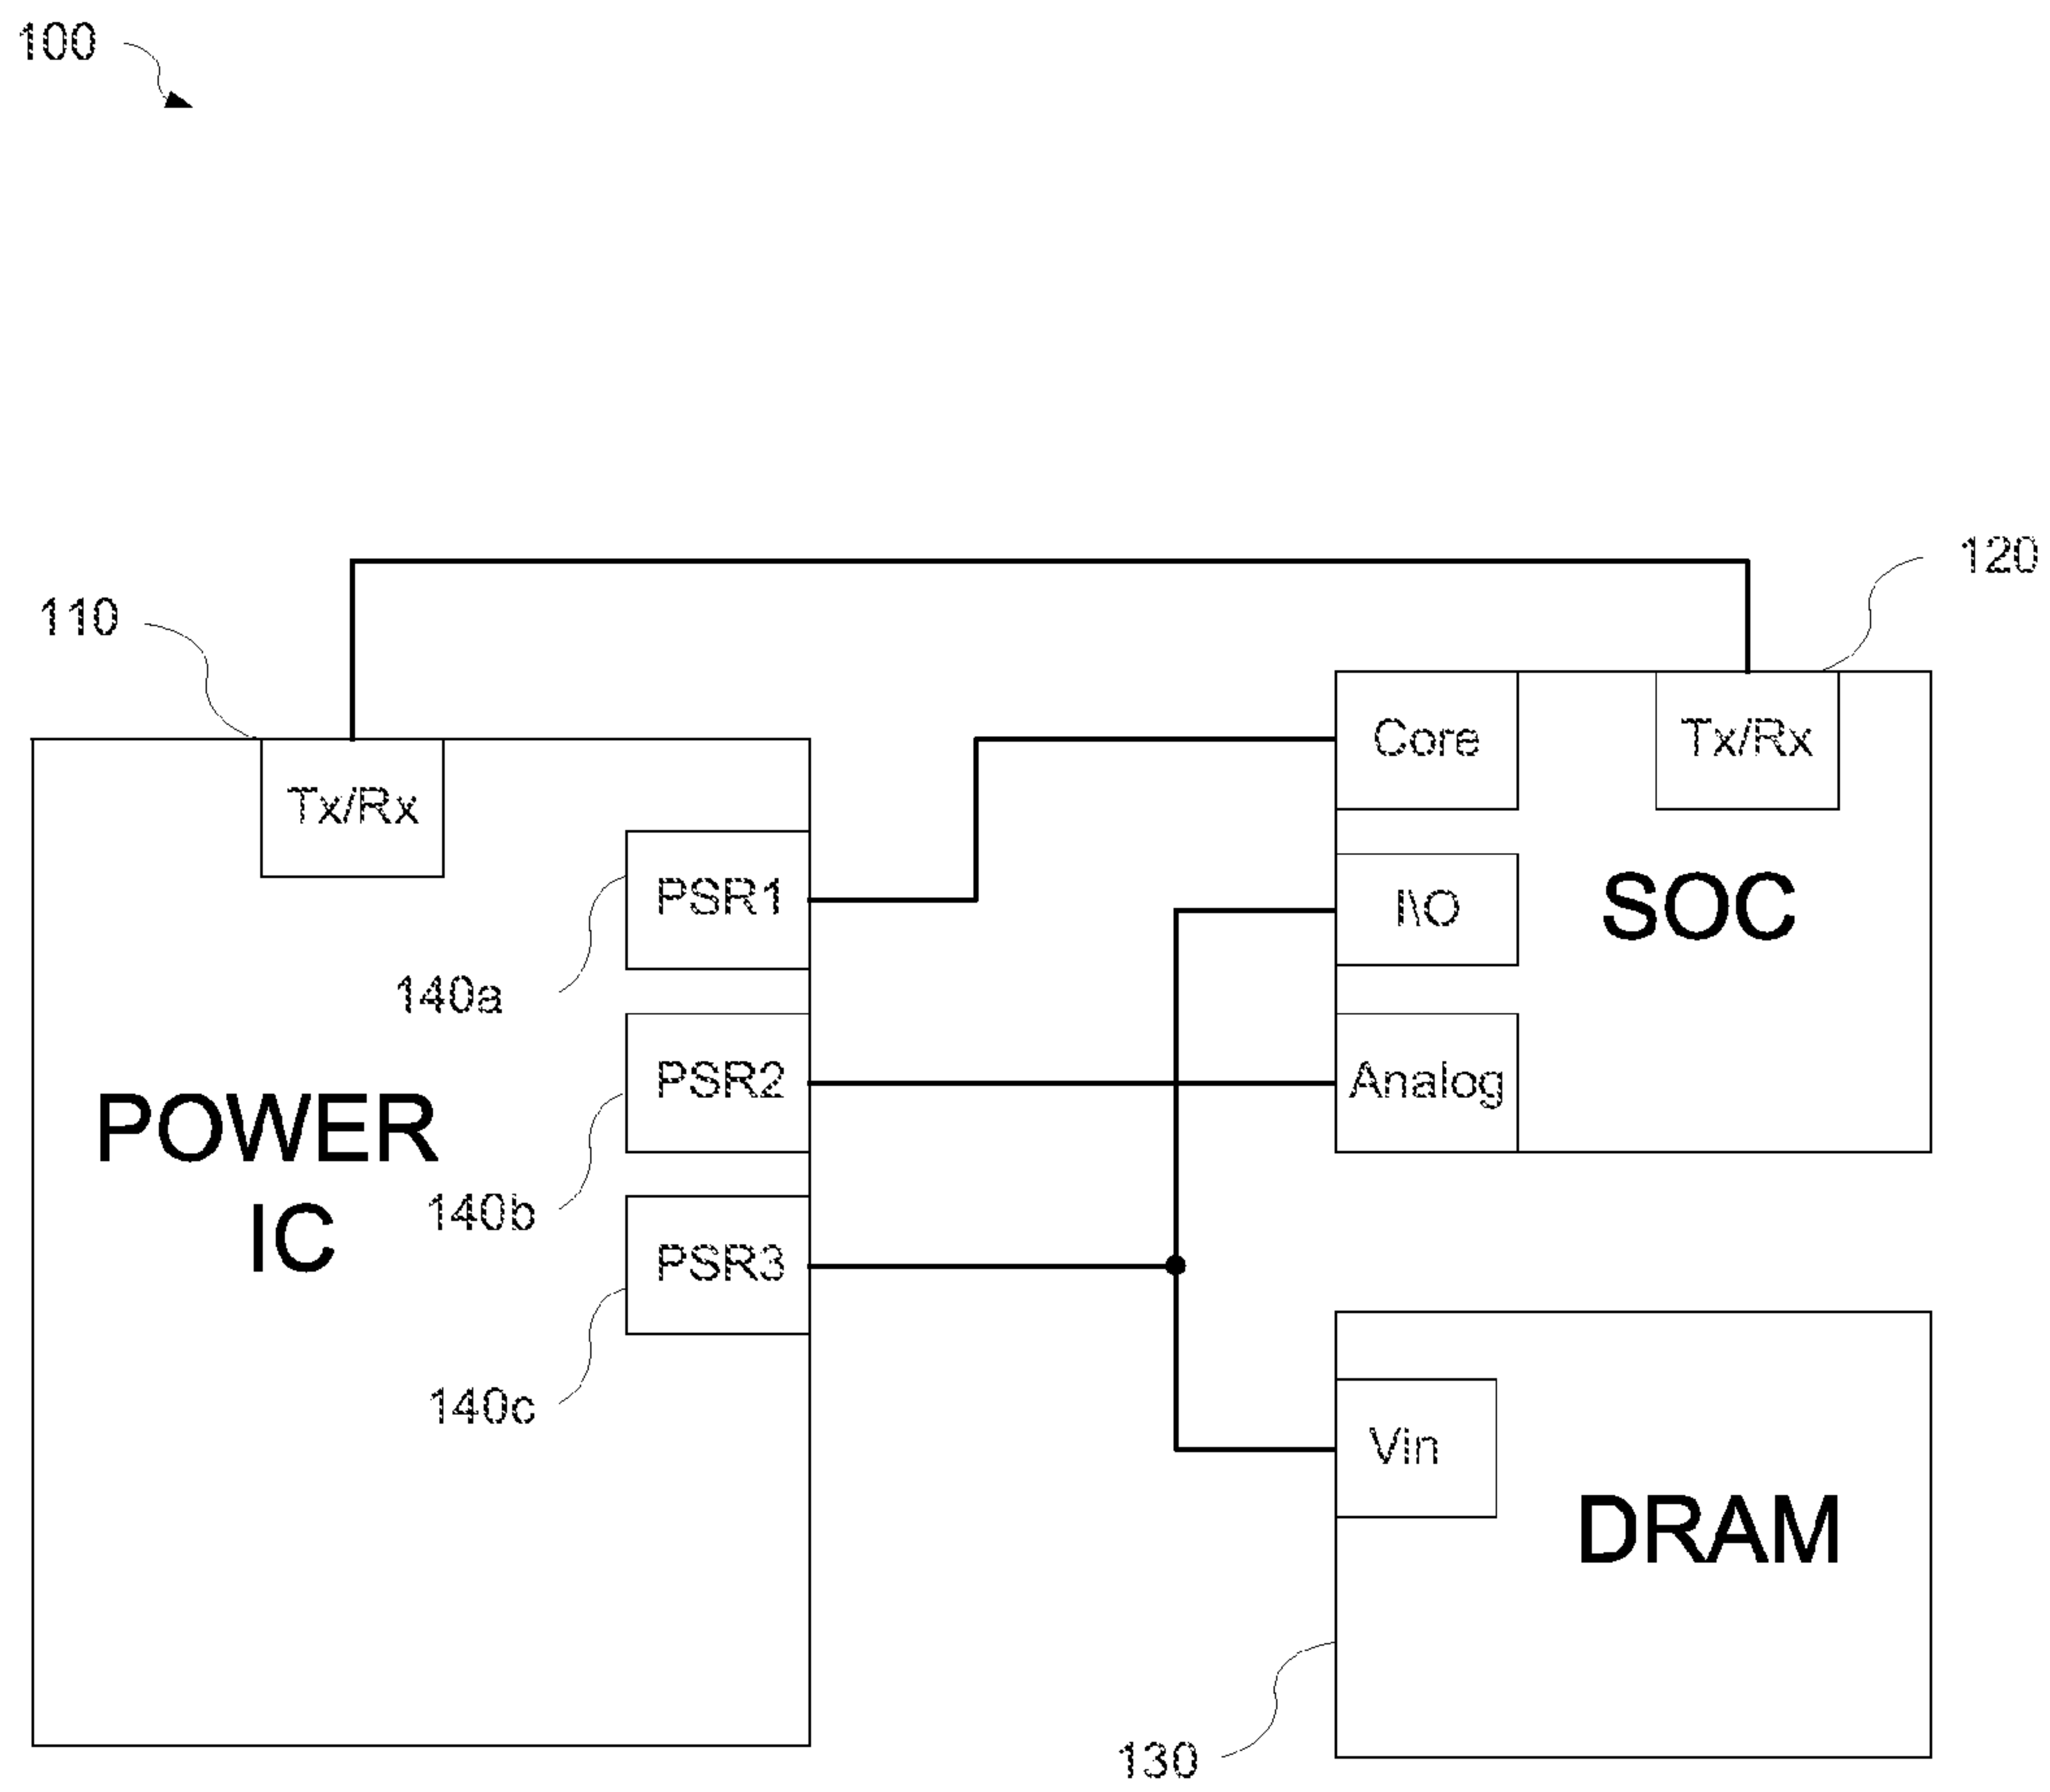 100
120
110
Core
Tx/Rx
Tx/Rx
PSR1
I\O
SOC
140a
PSR2
Analog
POWER
IC
140b
PSR3
140c
Vin
DRAM
130